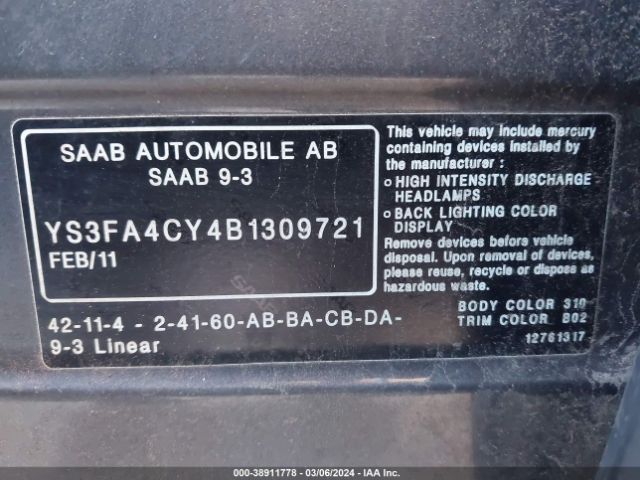 SAAB AUTOMOBILE AB
SAAB 9-3
YS3FA4CY4B1309721
FEB/11
42-11-4 - 2-41-60-AB-BA-CB-DA-
9-3 Linear
This vehicle may include mercury
containing devices installed by
the manufacturer :
o HIGH INTENSITY DISCHARGE
HEADLAMPS
o BACK LIGHTING COLOR
DISPLAY
Remove devices before vehicle
disposal. Upon removal of devices,
please reuse, recycle or dispose as
hazardous waste.
BODY COLOR 310
TRIM COLOR 802
12761317
000-38911778 - 03/06/2024 - IAA Inc.